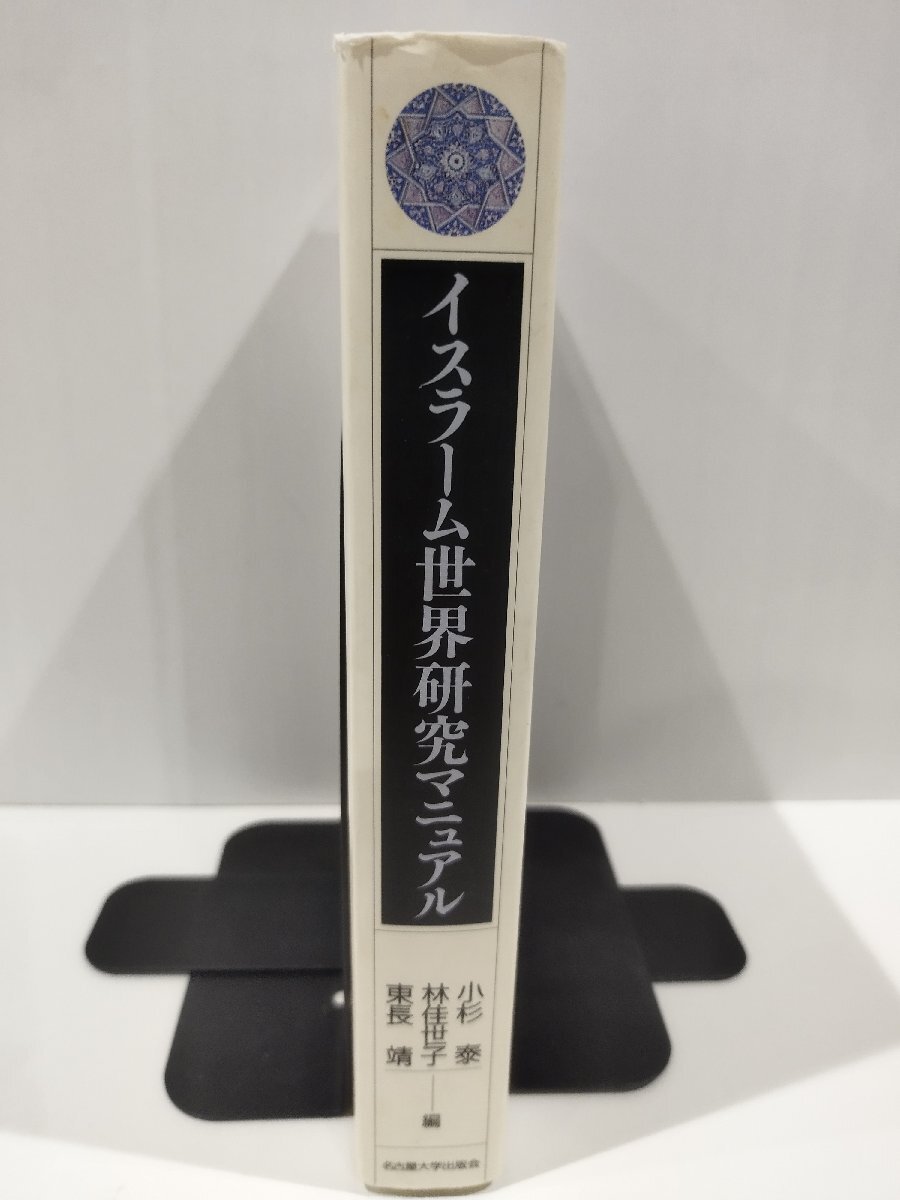 イスラーム世界研究マニュアル
小杉 泰
林佳世子
東長 靖
──編
名古屋大学出版会